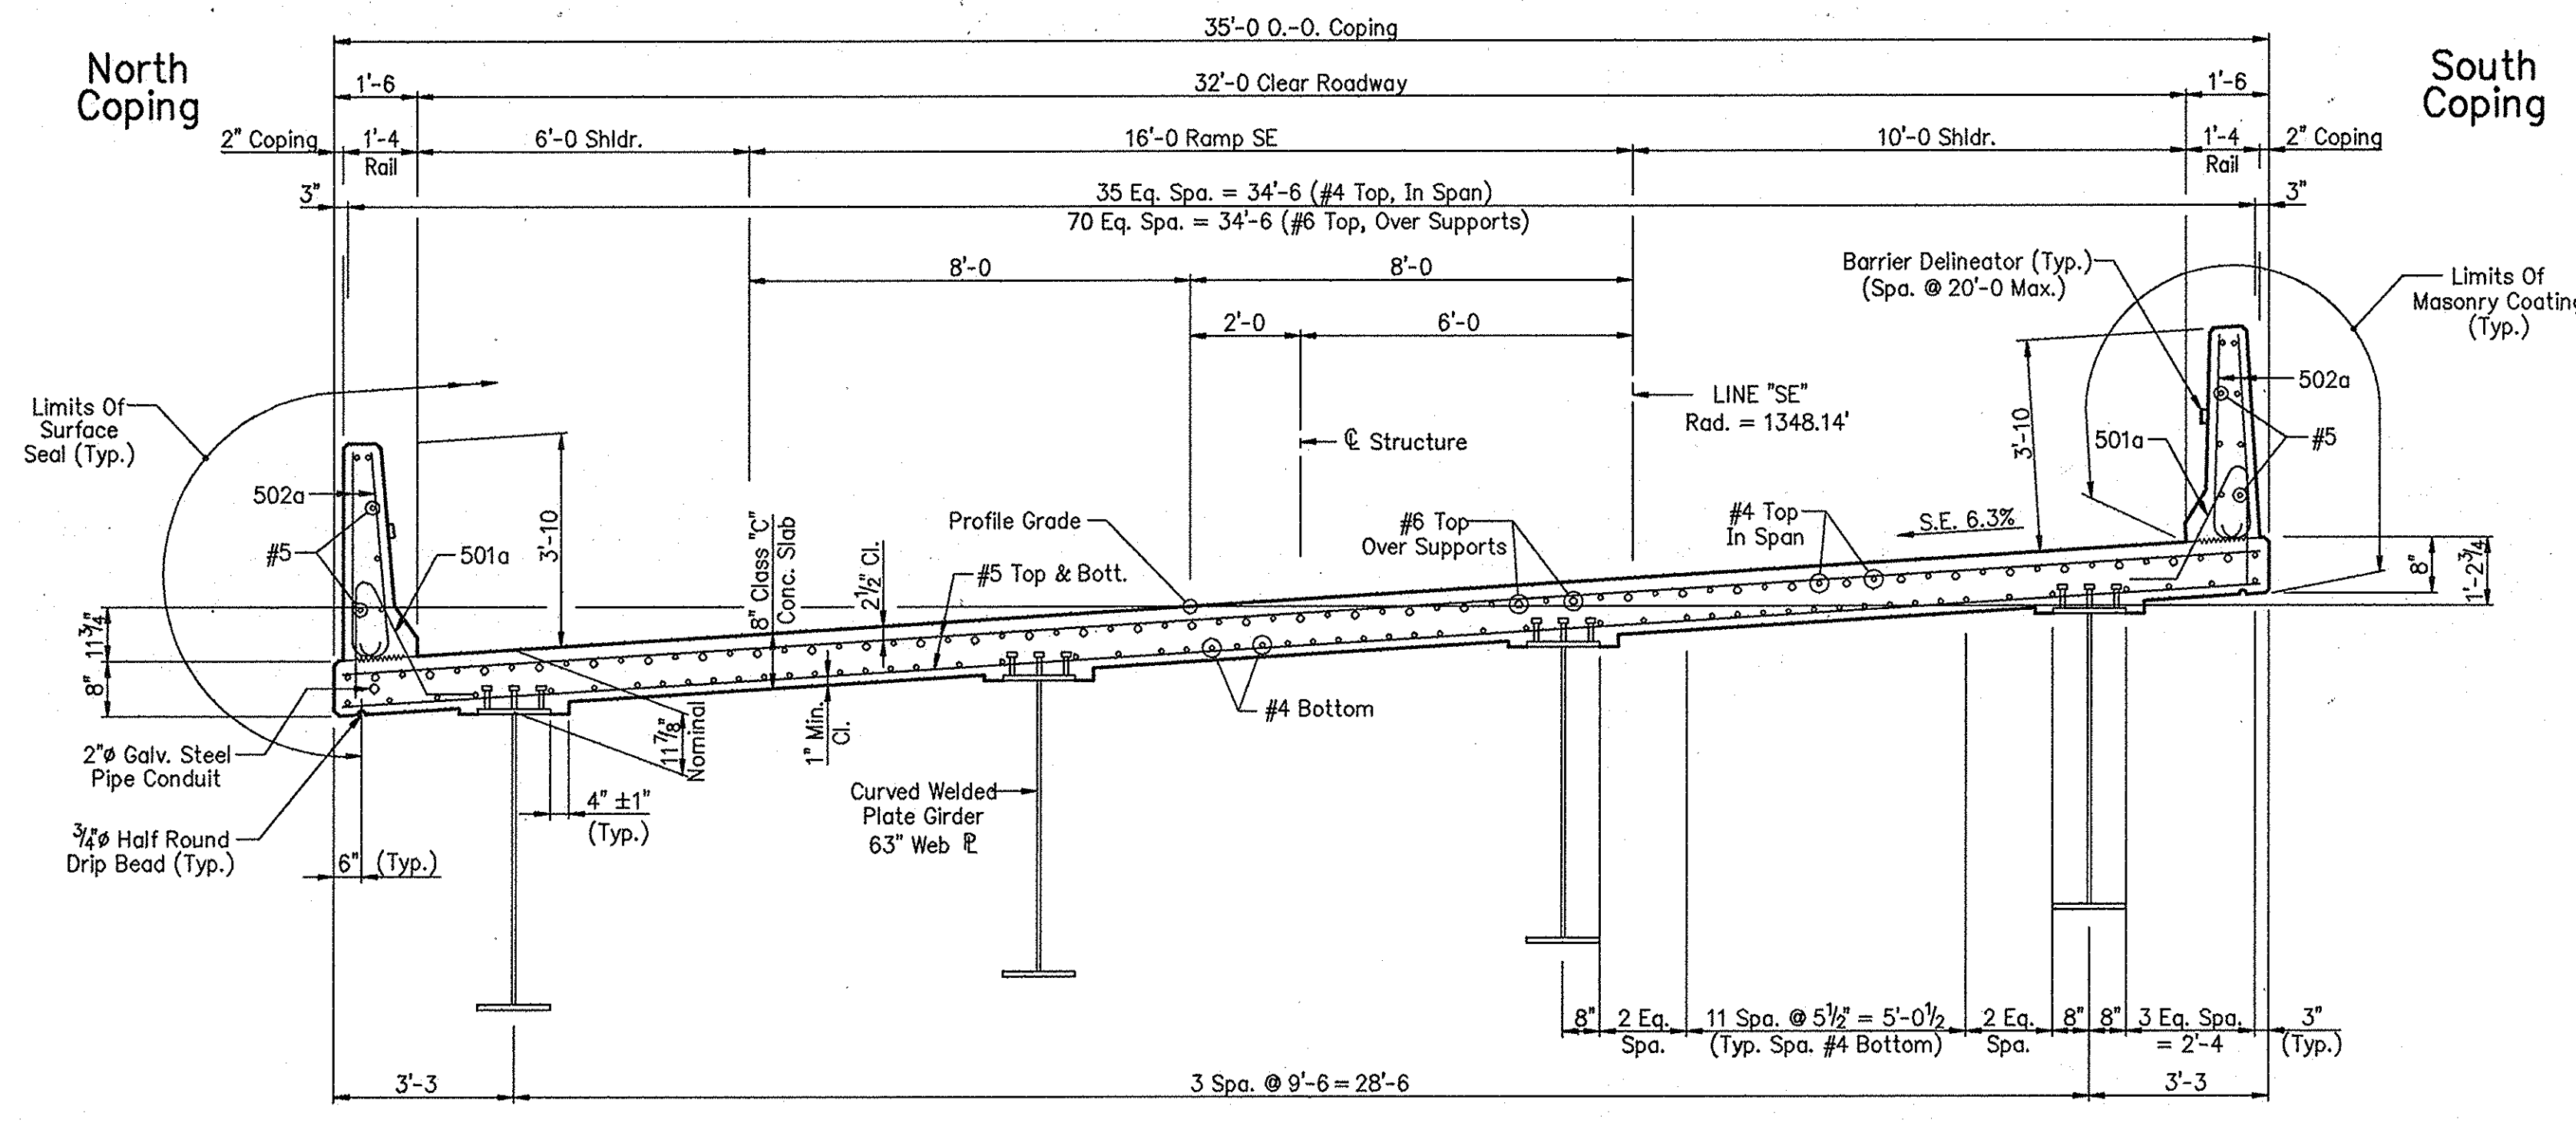 35'-0 O.-O. Coping
North
Coping
South
Coping
1'-6
32'-0 Clear Roadway
1'-6
2" Coping
1'-4
Rail
6'-0 Shldr.
16'-0 Ramp SE
10'-0 Shldr.
1'-4
Rail
2" Coping
3"
35 Eq. Spa. = 34'-6 (#4 Top, In Span)
70 Eq. Spa. = 34'-6 (#6 Top, Over Supports)
3"
8'-0
8'-0
2'-0
6'-0
Barrier Delineator (Typ.)
(Spa. @ 20'-0 Max.)
Limits Of
Masonry Coating
(Typ.)
LINE "SE"
Rad. = 1348.14'
℄ Structure
Limits Of
Surface
Seal (Typ.)
502a
#5
501a
3'-10
8" Class "C"
Conc. Slab
2½" Cl.
#5 Top & Bott.
Profile Grade
#6 Top
Over Supports
#4 Top
In Span
S.E. 6.3%
3'-10
501a
502a
#5
8"
1'-2¾"
11¾"
8"
2"ø Galv. Steel
Pipe Conduit
¾"ø Half Round
Drip Bead (Typ.)
6" (Typ.)
4" ±1"
(Typ.)
11⅞"
Nominal
1" Min.
Cl.
Curved Welded
Plate Girder
63" Web ℄
#4 Bottom
8"
2 Eq.
Spa.
11 Spa. @ 5½" = 5'-0½
(Typ. Spa. #4 Bottom)
2 Eq.
Spa.
8"
8"
3 Eq. Spa.
= 2'-4
3"
(Typ.)
3'-3
3 Spa. @ 9'-6 = 28'-6
3'-3